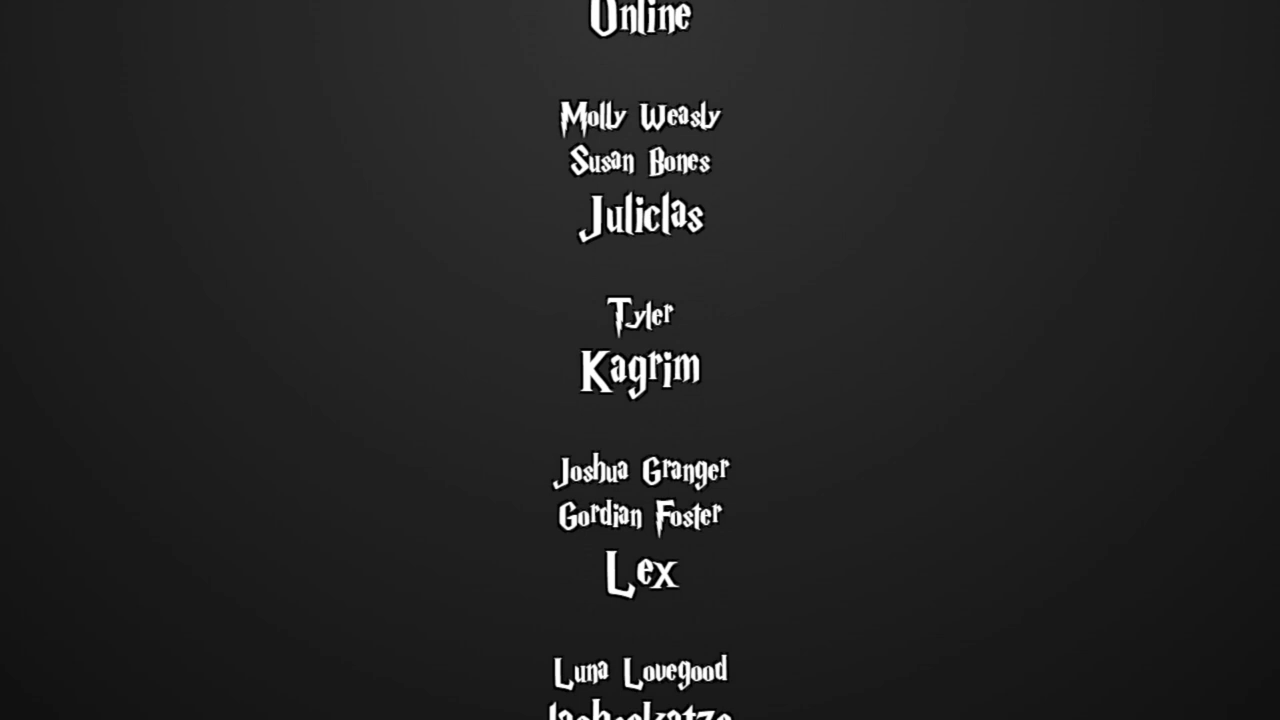 Online
Molly Weasly
Susan Bones
Juliclas
Tyler
Kagrim
Joshua Granger
Gordian Foster
Lex
Luna Lovegood